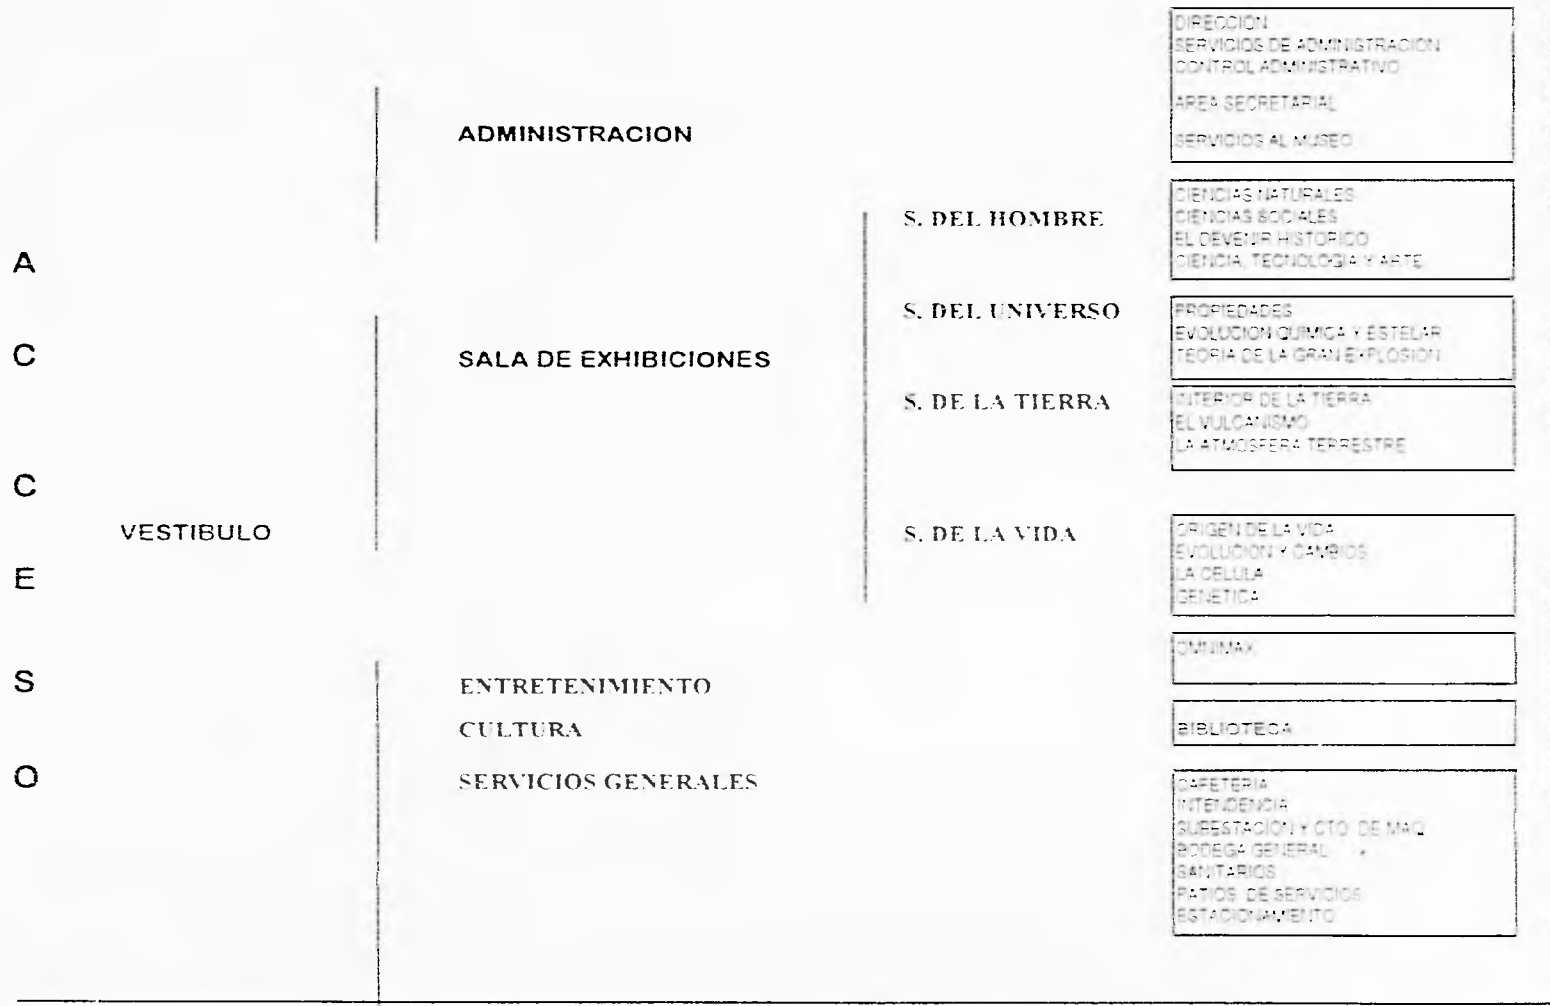 ACCESO
VESTIBULO
ADMINISTRACION
DIRECCION
SERVICIOS DE ADMINISTRACION
CONTROL ADMINISTRATIVO
AREA SECRETARIAL
SERVICIOS AL MUSEO
SALA DE EXHIBICIONES
S. DEL HOMBRE
CIENCIAS NATURALES
CIENCIAS SOCIALES
EL DEVENIR HISTORICO
CIENCIA, TECNOLOGIA Y ARTE
S. DEL UNIVERSO
PROPIEDADES
EVOLUCION QUIMICA Y ESTELAR
TEORIA DE LA GRAN EXPLOSION
S. DE LA TIERRA
INTERIOR DE LA TIERRA
EL VULCANISMO
LA ATMOSFERA TERRESTRE
S. DE LA VIDA
ORIGEN DE LA VIDA
EVOLUCION Y CAMBIOS
LA CELULA
GENETICA
ENTRETENIMIENTO
OMNIMAX
CULTURA
BIBLIOTECA
SERVICIOS GENERALES
CAFETERIA
INTENDENCIA
SUBESTACION Y CTO. DE MAQ.
BODEGA GENERAL
SANITARIOS
PATIOS DE SERVICIOS
ESTACIONAMIENTO